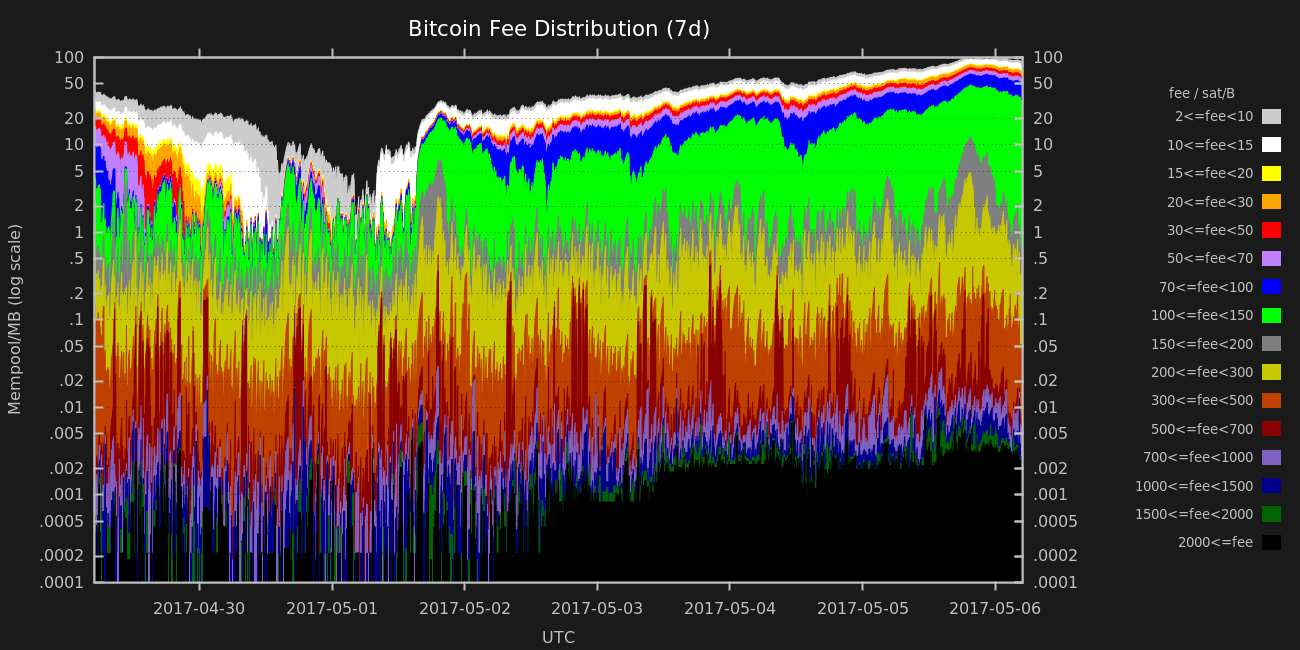 Bitcoin Fee Distribution (7d)
100
50
20
10
5
2
1
.5
.2
.1
.05
.02
.01
.005
.002
.001
.0005
.0002
.0001
Mempool/MB (log scale)
100
50
20
10
5
2
1
.5
.2
.1
.05
.02
.01
.005
.002
.001
.0005
.0002
.0001
2017-04-30 2017-05-01 2017-05-02 2017-05-03 2017-05-04 2017-05-05 2017-05-06
UTC
fee / sat/B
2<=fee<10
10<=fee<15
15<=fee<20
20<=fee<30
30<=fee<50
50<=fee<70
70<=fee<100
100<=fee<150
150<=fee<200
200<=fee<300
300<=fee<500
500<=fee<700
700<=fee<1000
1000<=fee<1500
1500<=fee<2000
2000<=fee